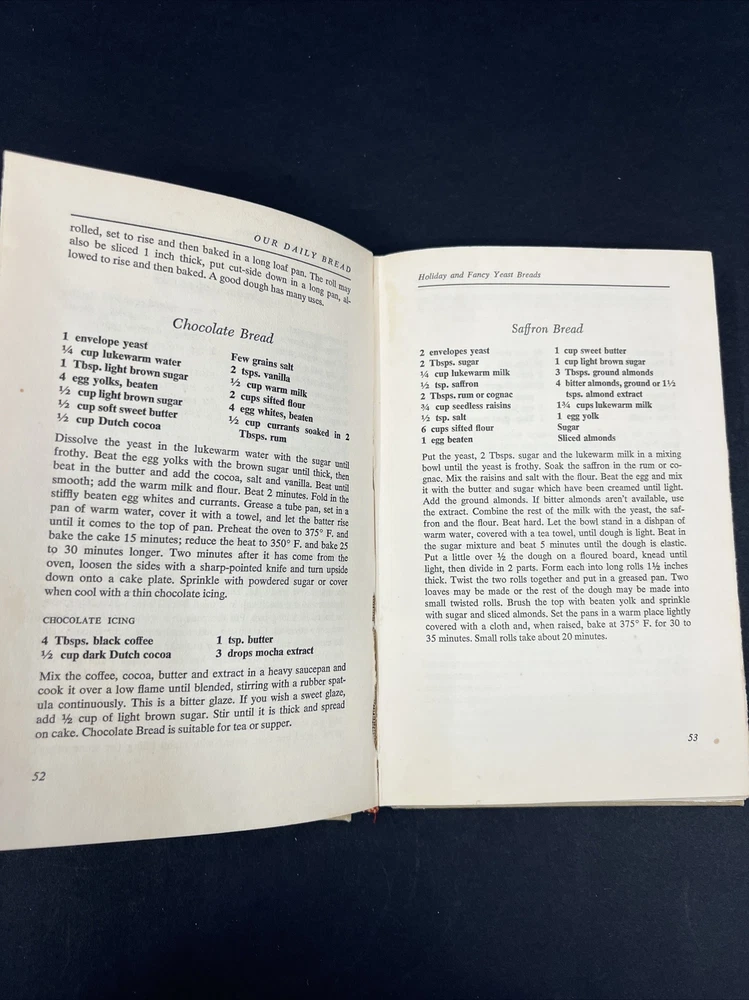 OUR DAILY BREAD
rolled, set to rise and then baked in a long loaf pan. The roll may
also be sliced 1 inch thick, put cut-side down in a long pan, al-
lowed to rise and then baked. A good dough has many uses.
Chocolate Bread
1 envelope yeast
¼ cup lukewarm water
1 Tbsp. light brown sugar
4 egg yolks, beaten
½ cup light brown sugar
½ cup soft sweet butter
½ cup Dutch cocoa
Few grains salt
2 tsps. vanilla
½ cup warm milk
2 cups sifted flour
4 egg whites, beaten
½ cup currants soaked in 2
Tbsps. rum
Dissolve the yeast in the lukewarm water with the sugar until
frothy. Beat the egg yolks with the brown sugar until thick, then
beat in the butter and add the cocoa, salt and vanilla. Beat until
smooth; add the warm milk and flour. Beat 2 minutes. Fold in the
stiffly beaten egg whites and currants. Grease a tube pan, set in a
pan of warm water, cover it with a towel, and let the batter rise
until it comes to the top of pan. Preheat the oven to 375° F. and
bake the cake 15 minutes; reduce the beat to 350° F. and bake 25
to 30 minutes longer. Two minutes after it has come from the
oven, loosen the sides with a sharp-pointed knife and turn upside
down onto a cake plate. Sprinkle with powdered sugar or cover
when cool with a thin chocolate icing.
CHOCOLATE ICING
4 Tbsps. black coffee
½ cup dark Dutch cocoa
1 tsp. butter
3 drops mocha extract
Mix the coffee, cocoa, butter and extract in a heavy saucepan and
cook it over a low flame until blended, stirring with a rubber spat-
ula continuously. This is a bitter glaze. If you wish a sweet glaze,
add ½ cup of light brown sugar. Stir until it is thick and spread
on cake. Chocolate Bread is suitable for tea or supper.
52
Holiday and Fancy Yeast Breads
Saffron Bread
2 envelopes yeast
2 Tbsps. sugar
¼ cup lukewarm milk
½ tsp. saffron
2 Tbsps. rum or cognac
¾ cup seedless raisins
½ tsp. salt
6 cups sifted flour
1 egg beaten
1 cup sweet butter
1 cup light brown sugar
3 Tbsps. ground almonds
4 bitter almonds, ground or 1½
tsps. almond extract
1¾ cups lukewarm milk
1 egg yolk
Sugar
Sliced almonds
Put the yeast, 2 Tbsps. sugar and the lukewarm milk in a mixing
bowl until the yeast is frothy. Soak the saffron in the rum or co-
gnac. Mix the raisins and salt with the flour. Beat the egg and mix
it with the butter and sugar which have been creamed until light.
Add the ground almonds. If bitter almonds aren't available, use
the extract. Combine the rest of the milk with the yeast, the saf-
fron and the flour. Beat hard. Let the bowl stand in a dishpan of
warm water, covered with a tea towel, until dough is light. Beat in
the sugar mixture and beat 5 minutes until the dough is elastic.
Put a little over ½ the dough on a floured board, knead until
light, then divide in 2 parts. Form each into long rolls 1½ inches
thick. Twist the two rolls together and put in a greased pan. Two
loaves may be made or the rest of the dough may be made into
small twisted rolls. Brush the top with beaten yolk and sprinkle
with sugar and sliced almonds. Set the pans in a warm place lightly
covered with a cloth and, when raised, bake at 375° F. for 30 to
35 minutes. Small rolls take about 20 minutes.
53